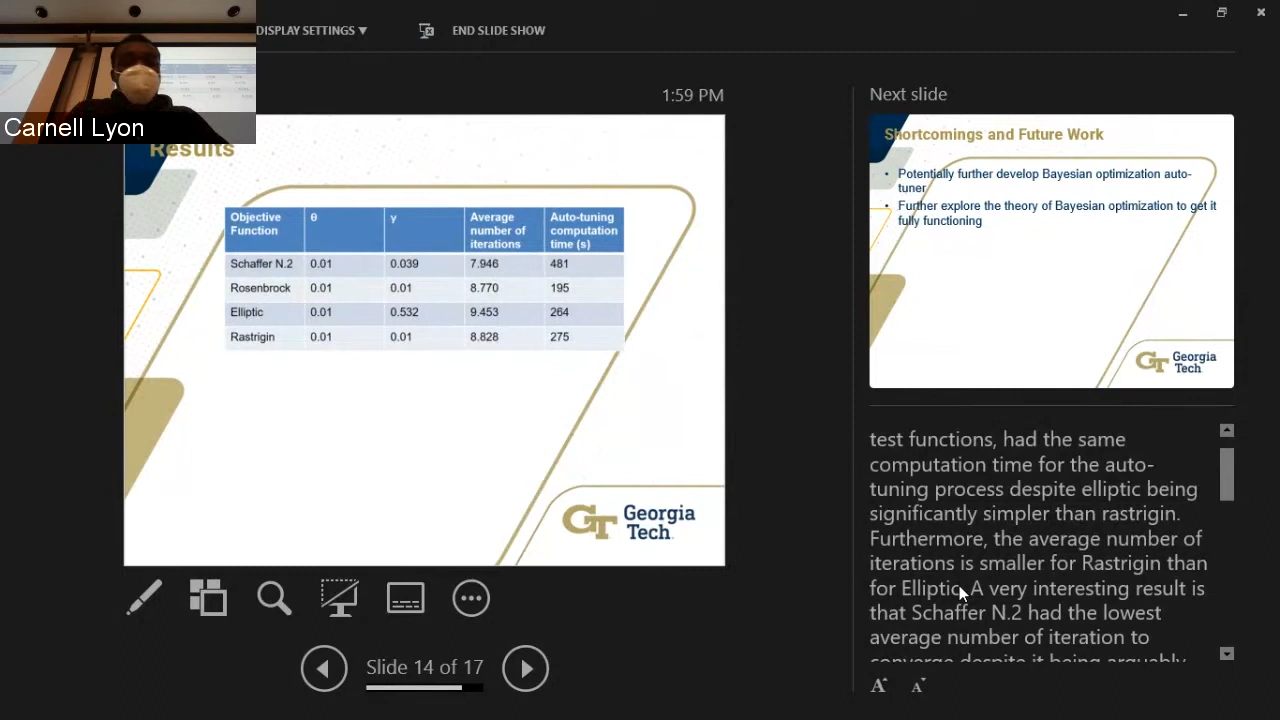 DISPLAY SETTINGS ▼
END SLIDE SHOW
Carnell Lyon
1:59 PM
Next slide
Results
Objective Function θ γ Average number of iterations Auto-tuning computation time (s)
Schaffer N.2 0.01 0.039 7.946 481
Rosenbrock 0.01 0.01 8.770 195
Elliptic 0.01 0.532 9.453 264
Rastrigin 0.01 0.01 8.828 275
GT Georgia
Tech.
Slide 14 of 17
Shortcomings and Future Work
• Potentially further develop Bayesian optimization auto-
tuner
• Further explore the theory of Bayesian optimization to get it
fully functioning
GT Georgia
Tech
test functions, had the same
computation time for the auto-
tuning process despite elliptic being
significantly simpler than rastrigin.
Furthermore, the average number of
iterations is smaller for Rastrigin than
for Elliptic. A very interesting result is
that Schaffer N.2 had the lowest
average number of iteration to
converge despite it being arguably
A A